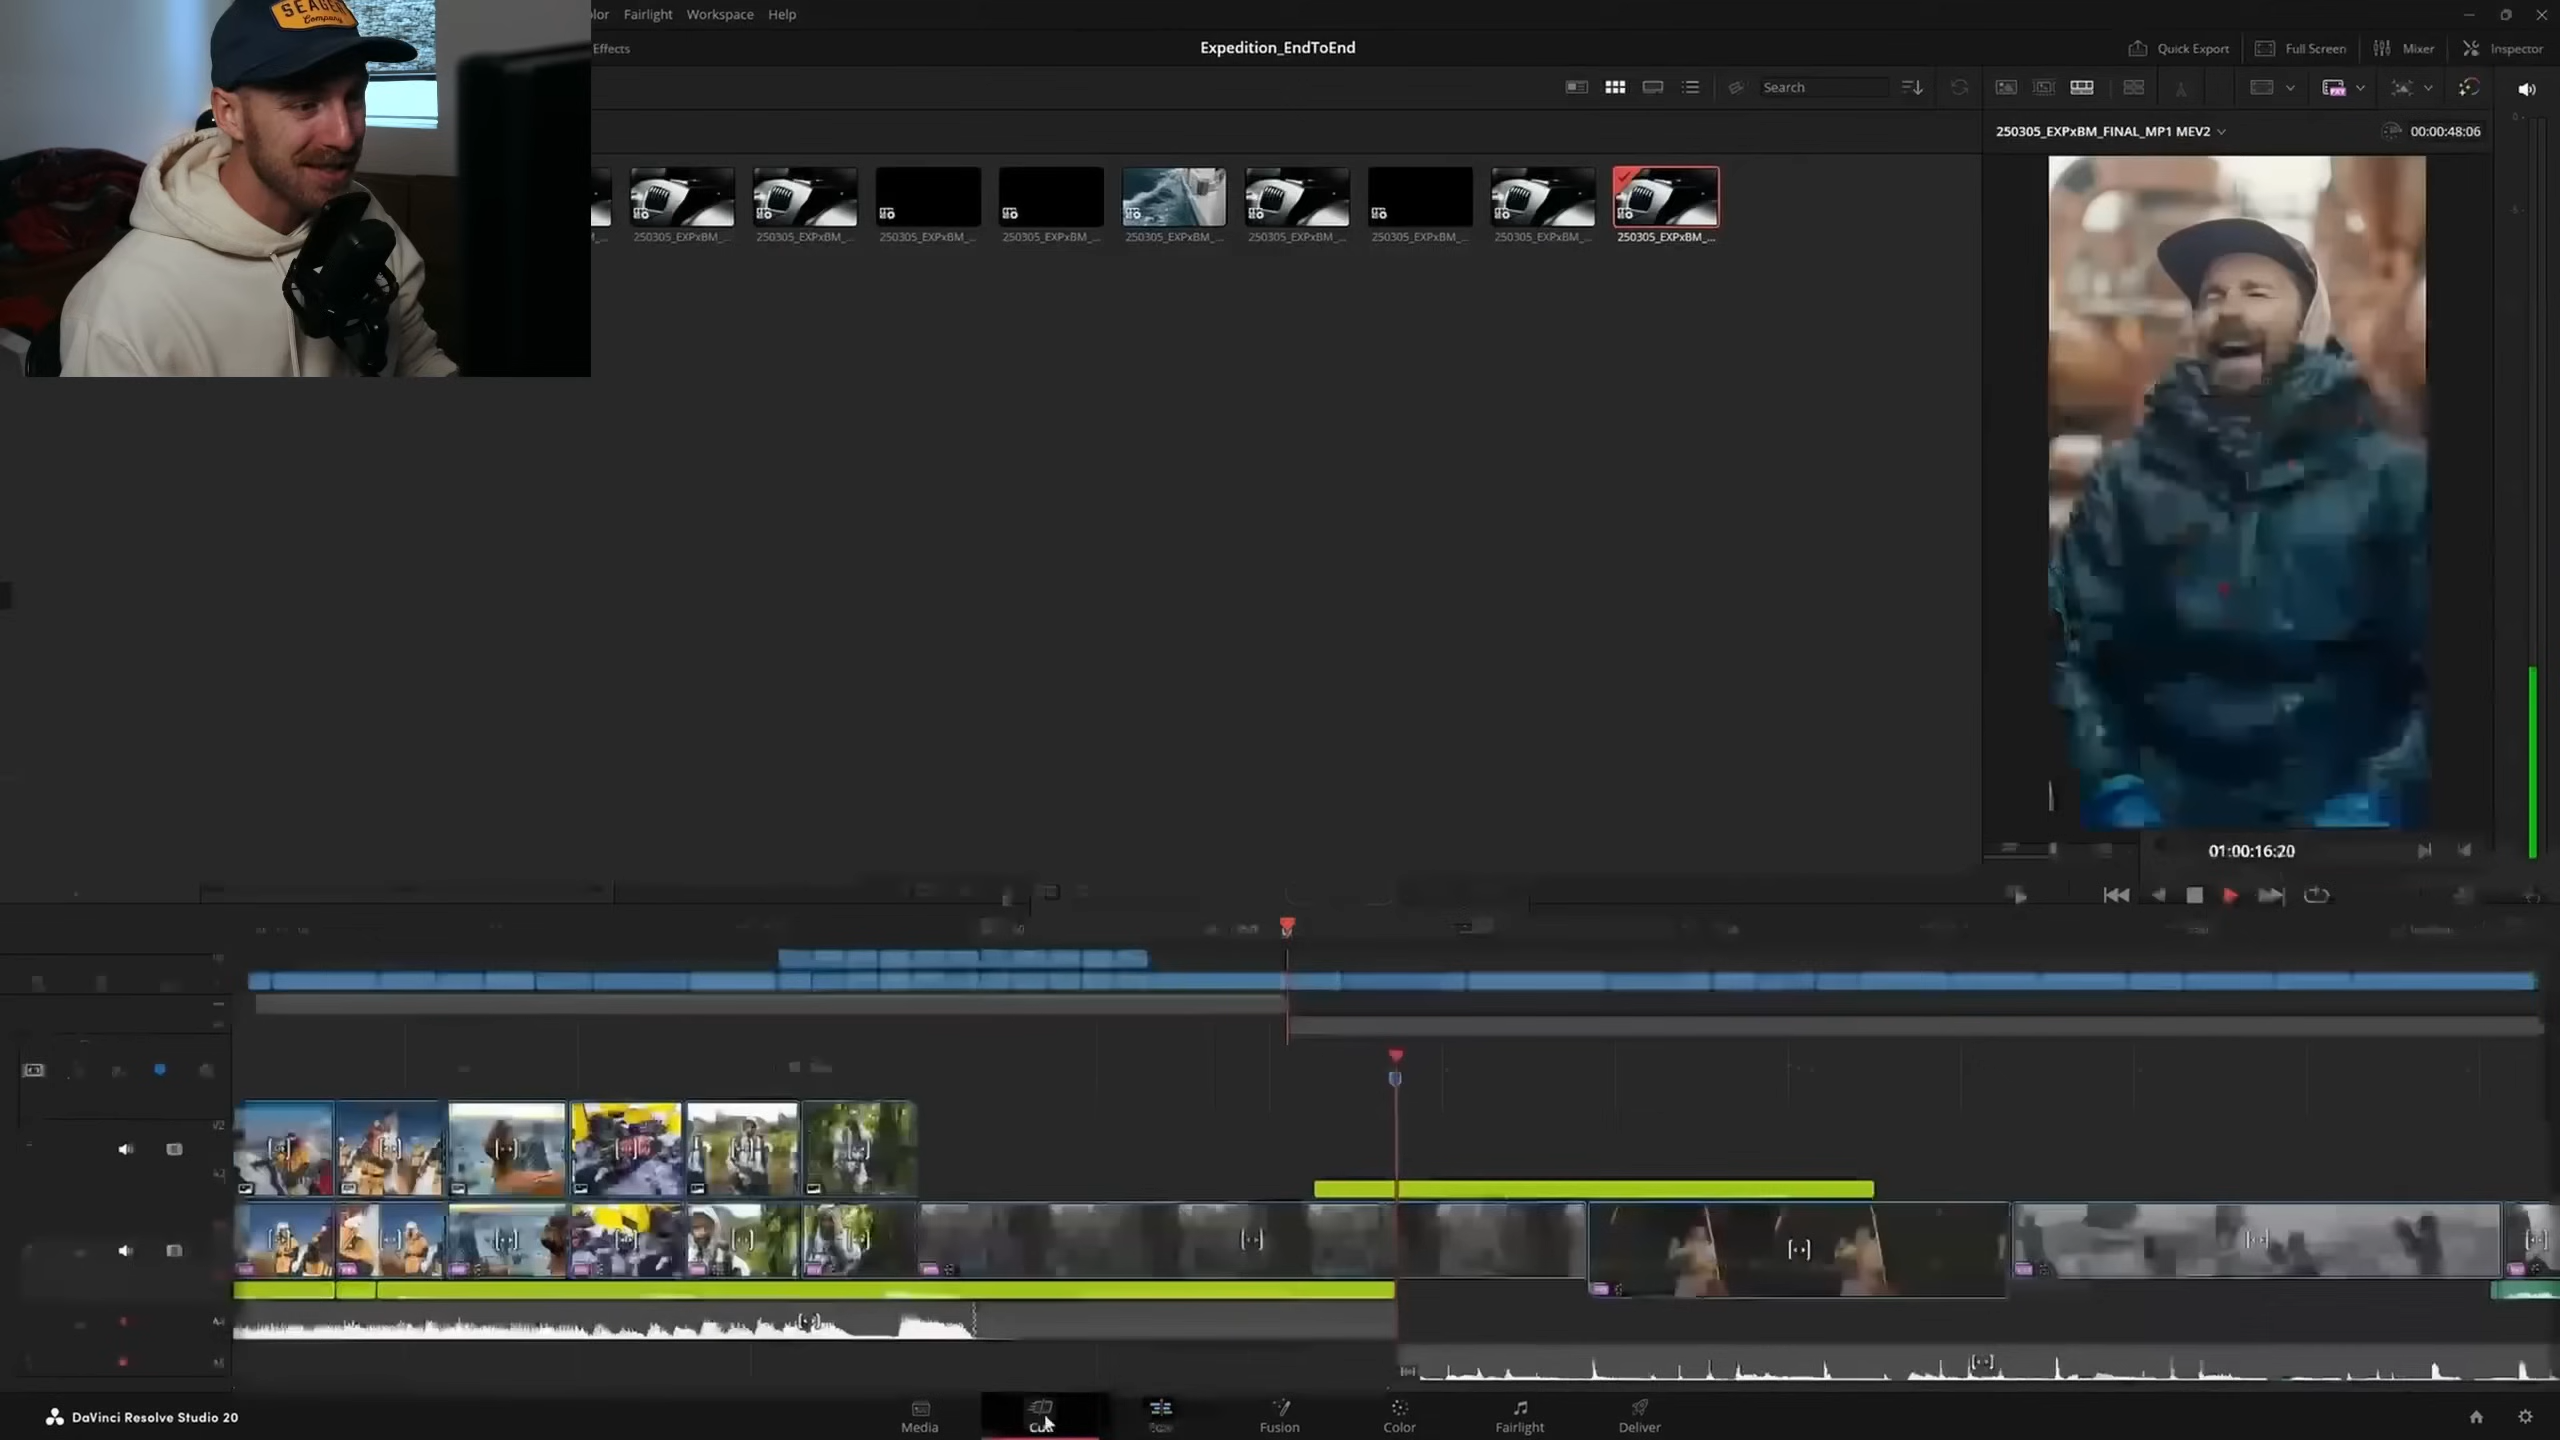 SEAGER
Company
lor Fairlight Workspace Help
Effects
Expedition_EndToEnd
Quick Export
Full Screen
Mixer
Inspector
Search
250305_EXPxBM_FINAL_MP1 MEV2
00:00:48:06
250305_EXPxBM_...
250305_EXPxBM_...
250305_EXPxBM_...
250305_EXPxBM_...
250305_EXPxBM_...
250305_EXPxBM_...
250305_EXPxBM_...
250305_EXPxBM_...
250305_EXPxBM_...
01:00:16:20
DaVinci Resolve Studio 20
Media
Cut
Fusion
Color
Fairlight
Deliver